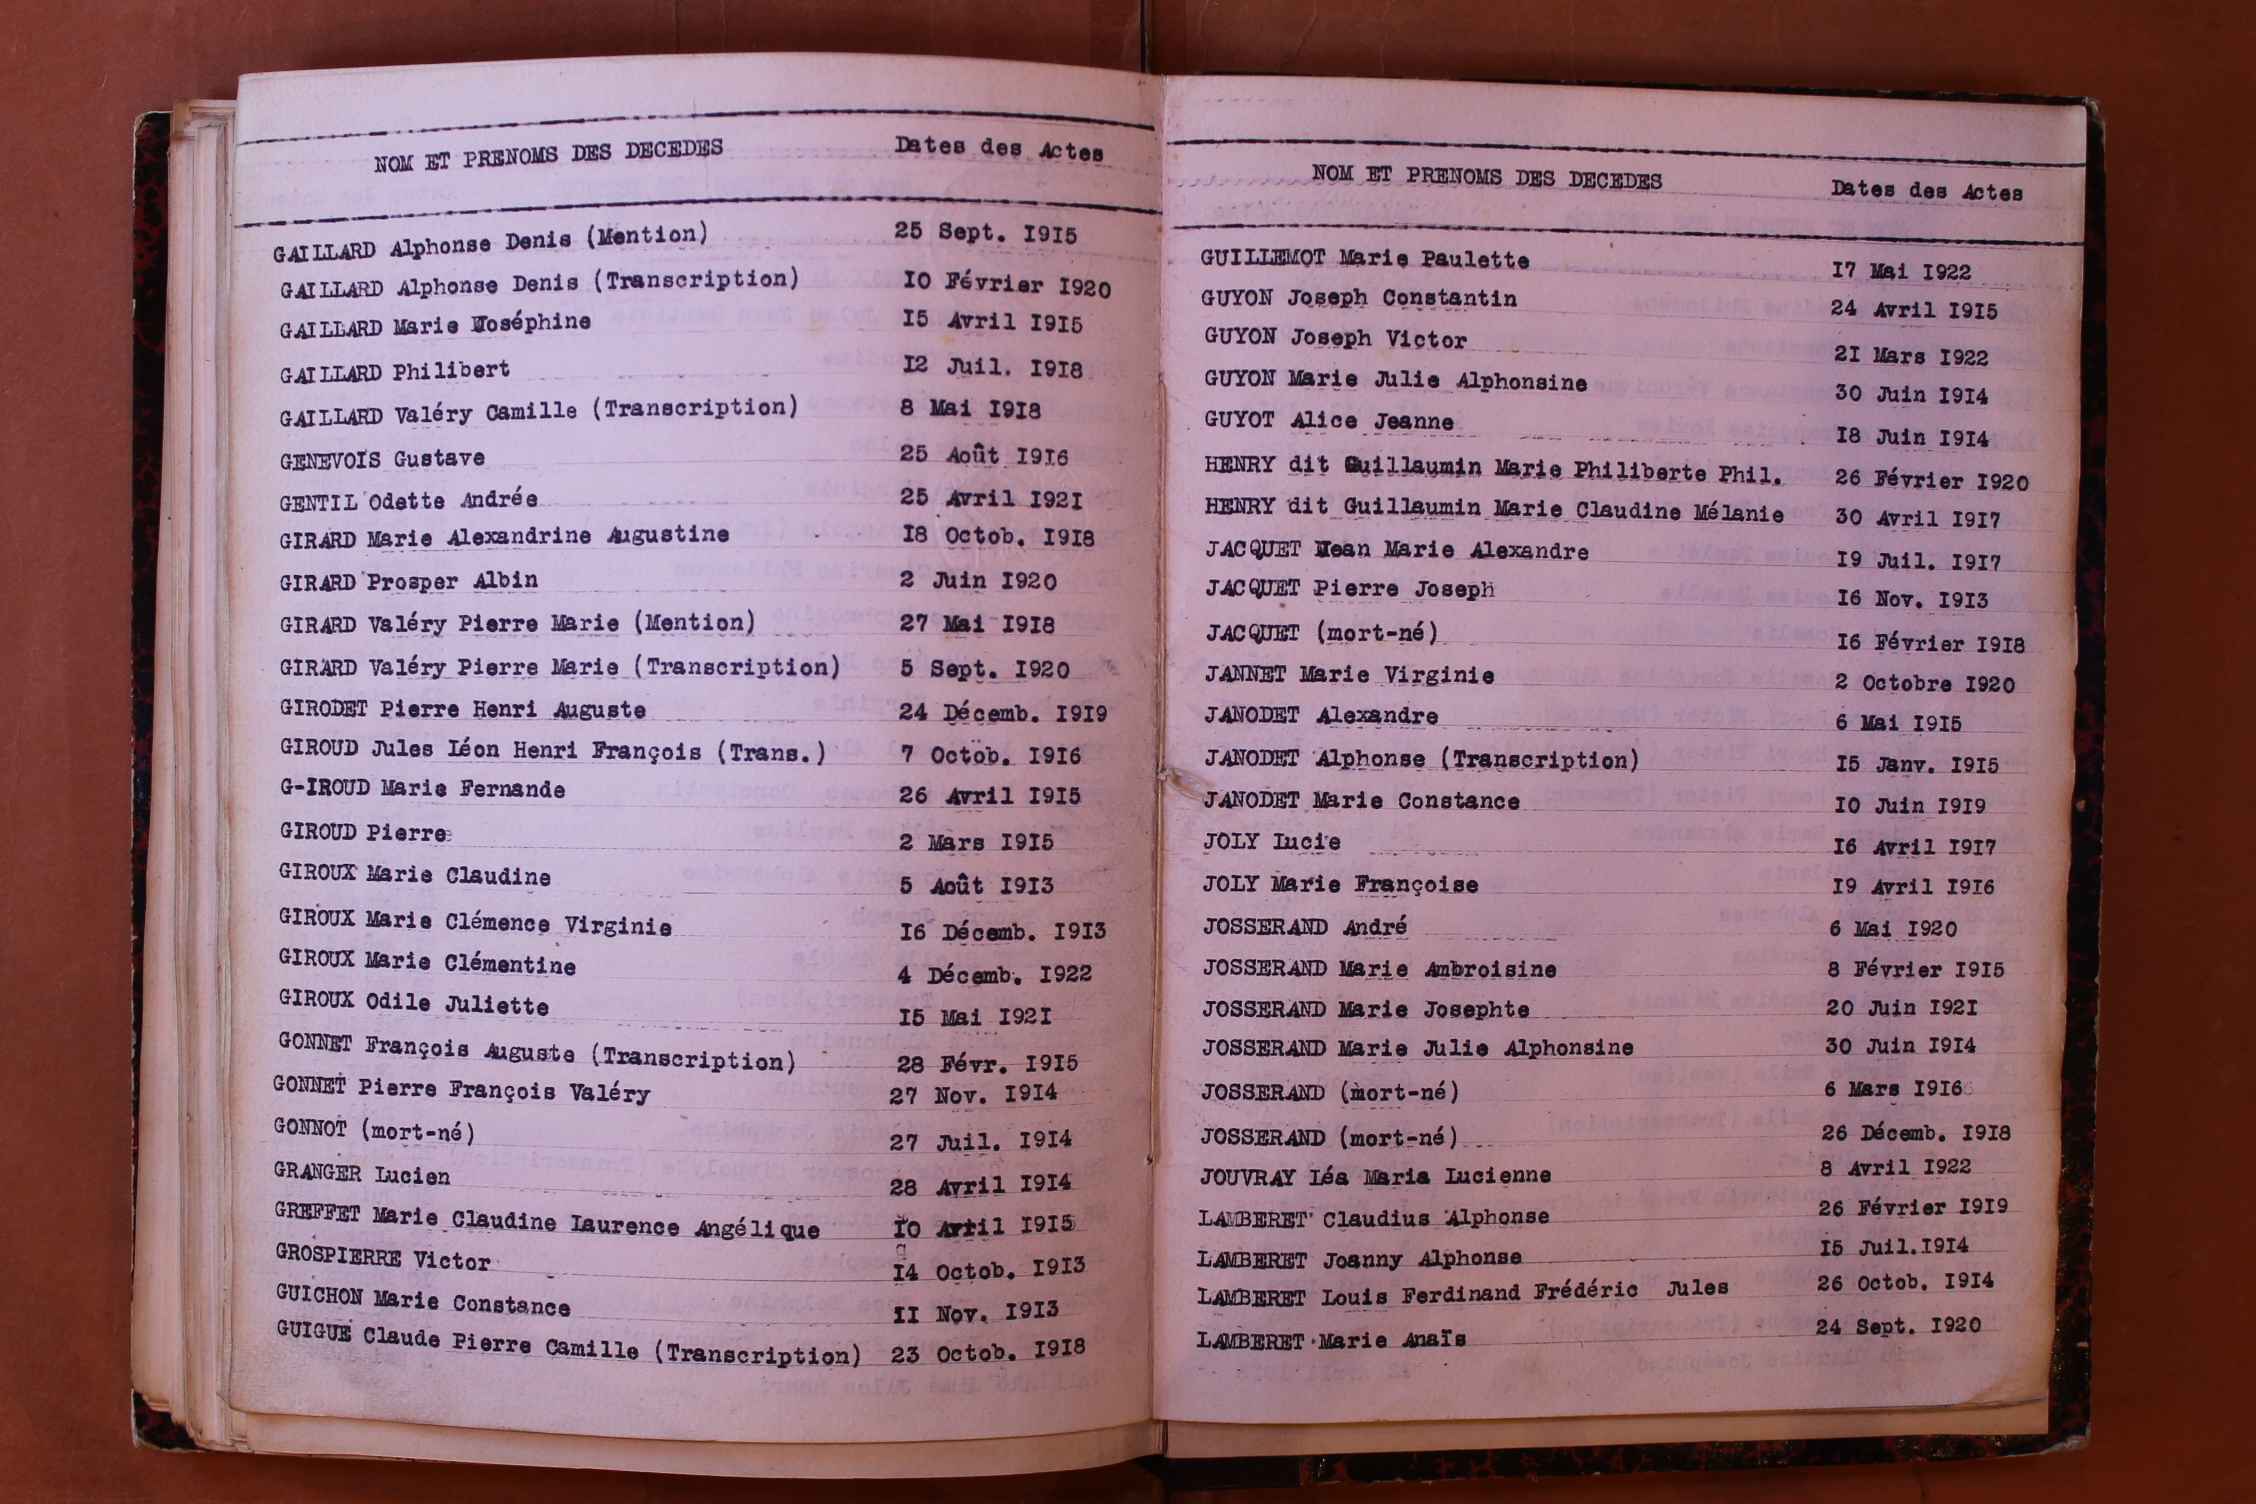 NOM ET PRENOMS DES DECEDES Dates des Actes
GAILLARD Alphonse Denis (Mention) 25 Sept. I9I5
GAILLARD Alphonse Denis (Transcription) I0 Février I920
GAILLARD Marie Joséphine I5 Avril I9I5
GAILLARD Philibert I2 Juil. I9I8
GAILLARD Valéry Camille (Transcription) 8 Mai I9I8
GENEVOIS Gustave 25 Août I9I6
GENTIL Odette Andrée 25 Avril I92I
GIRARD Marie Alexandrine Augustine I8 Octob. I9I8
GIRARD Prosper Albin 2 Juin I920
GIRARD Valéry Pierre Marie (Mention) 27 Mai I9I8
GIRARD Valéry Pierre Marie (Transcription) 5 Sept. I920
GIRODET Pierre Henri Auguste 24 Décemb. I9I9
GIROUD Jules Léon Henri François (Trans.) 7 Octob. I9I6
G-IROUD Marie Fernande 26 Avril I9I5
GIROUD Pierre 2 Mars I9I5
GIROUX Marie Claudine 5 Août I9I3
GIROUX Marie Clémence Virginie I6 Décemb. I9I3
GIROUX Marie Clémentine 4 Décemb. I922
GIROUX Odile Juliette I5 Mai I92I
GONNET François Auguste (Transcription) 28 Févr. I9I5
GONNET Pierre François Valéry 27 Nov. I9I4
GONNOT (mort-né) 27 Juil. I9I4
GRANGER Lucien 28 Avril I9I4
GREFFET Marie Claudine Laurence Angélique I0 Avril I9I5
GROSPIERRE Victor I4 Octob. I9I3
GUICHON Marie Constance II Nov. I9I3
GUIGUE Claude Pierre Camille (Transcription) 23 Octob. I9I8
NOM ET PRENOMS DES DECEDES Dates des Actes
GUILLEMOT Marie Paulette I7 Mai I922
GUYON Joseph Constantin 24 Avril I9I5
GUYON Joseph Victor 2I Mars I922
GUYON Marie Julie Alphonsine 30 Juin I9I4
GUYOT Alice Jeanne I8 Juin I9I4
HENRY dit Guillaumin Marie Philiberte Phil. 26 Février I920
HENRY dit Guillaumin Marie Claudine Mélanie 30 Avril I9I7
JACQUET Jean Marie Alexandre I9 Juil. I9I7
JACQUET Pierre Joseph I6 Nov. I9I3
JACQUET (mort-né) I6 Février I9I8
JANNET Marie Virginie 2 Octobre I920
JANODET Alexandre 6 Mai I9I5
JANODET Alphonse (Transcription) I5 Janv. I9I5
JANODET Marie Constance I0 Juin I9I9
JOLY Lucie I6 Avril I9I7
JOLY Marie Françoise I9 Avril I9I6
JOSSERAND André 6 Mai I920
JOSSERAND Marie Ambroisine 8 Février I9I5
JOSSERAND Marie Josephte 20 Juin I92I
JOSSERAND Marie Julie Alphonsine 30 Juin I9I4
JOSSERAND (mort-né) 6 Mars I9I6
JOSSERAND (mort-né) 26 Décemb. I9I8
JOUVRAY Léa Maria Lucienne 8 Avril I922
LAMBERET Claudius Alphonse 26 Février I9I9
LAMBERET Joanny Alphonse I5 Juil.I9I4
LAMBERET Louis Ferdinand Frédéric Jules 26 Octob. I9I4
LAMBERET Marie Anaïs 24 Sept. I920